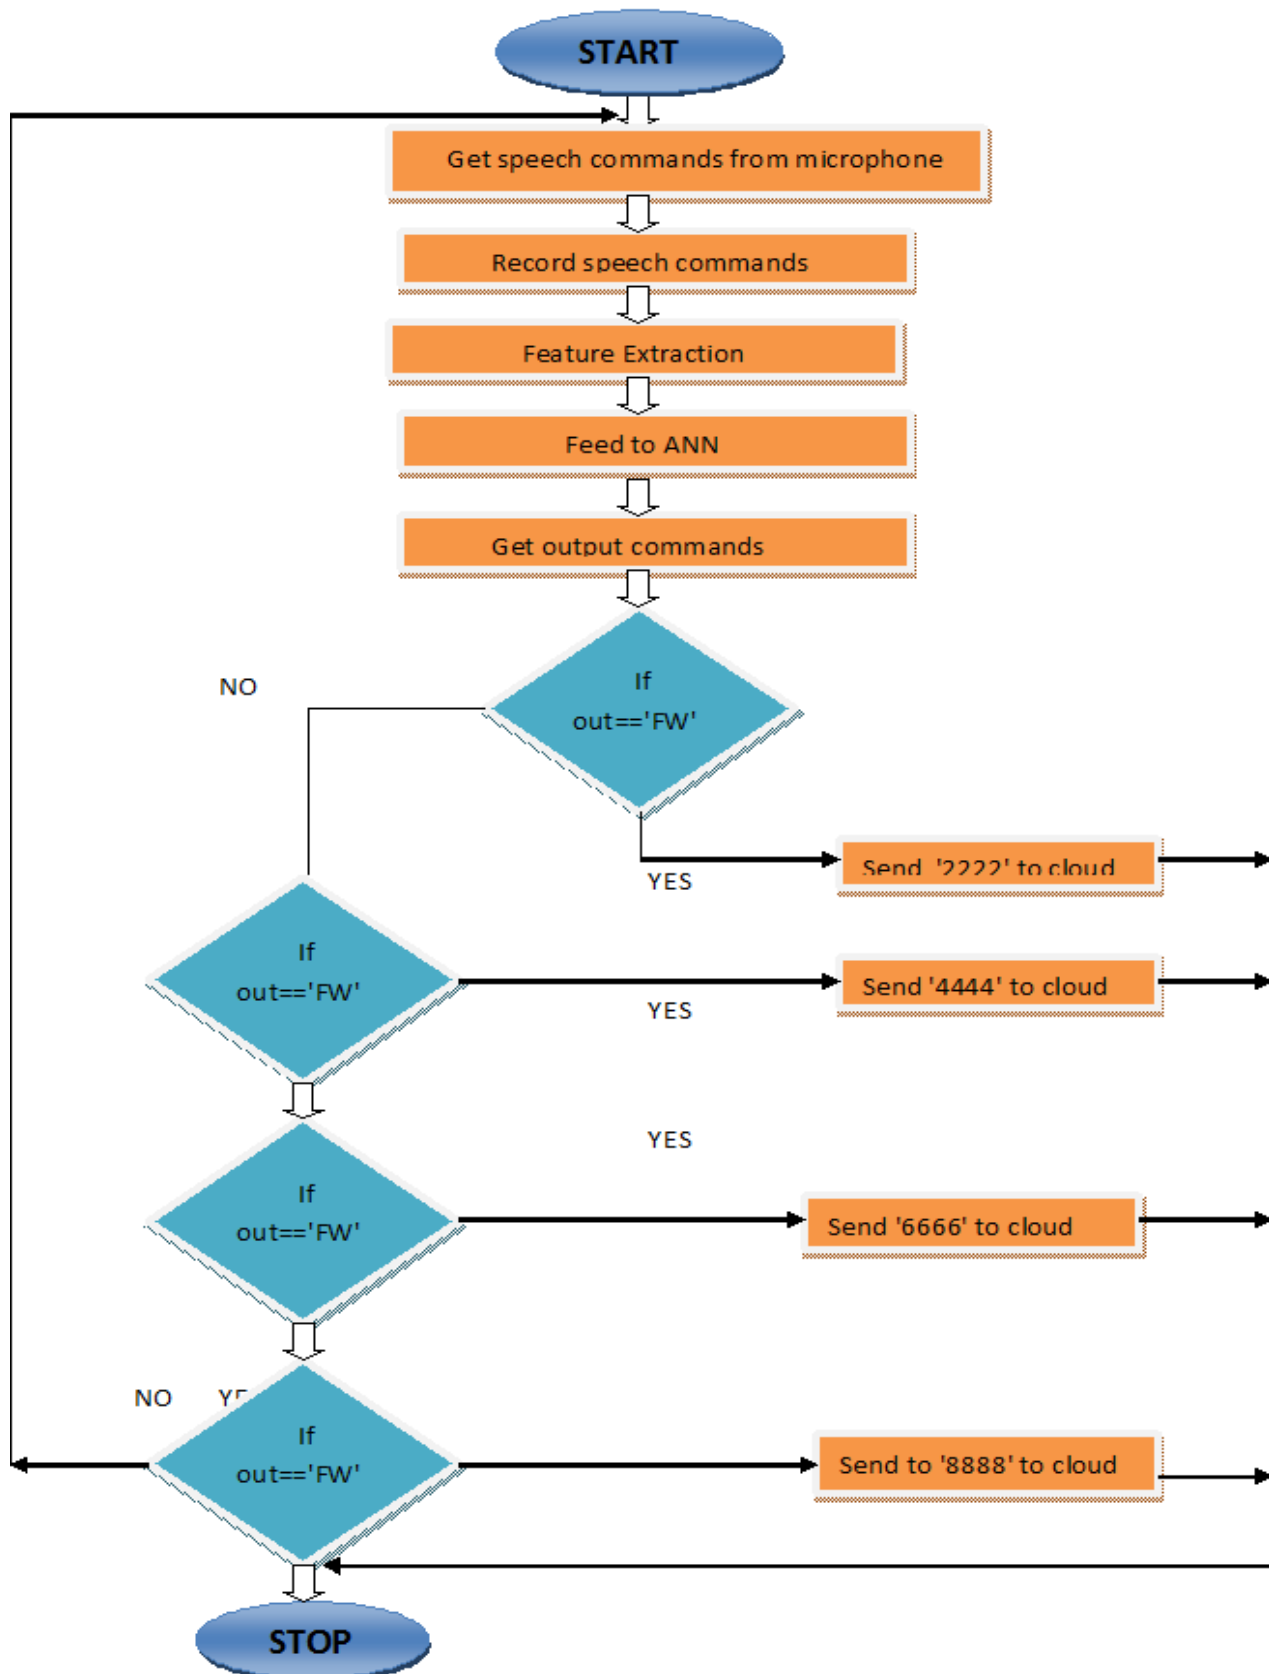 START
Get speech commands from microphone
Record speech commands
Feature Extraction
Feed to ANN
Get output commands
If
out=='FW'
NO
YES
Send '2222' to cloud
If
out=='FW'
YES
Send '4444' to cloud
If
out=='FW'
YES
Send '6666' to cloud
NO
If
out=='FW'
Send to '8888' to cloud
STOP